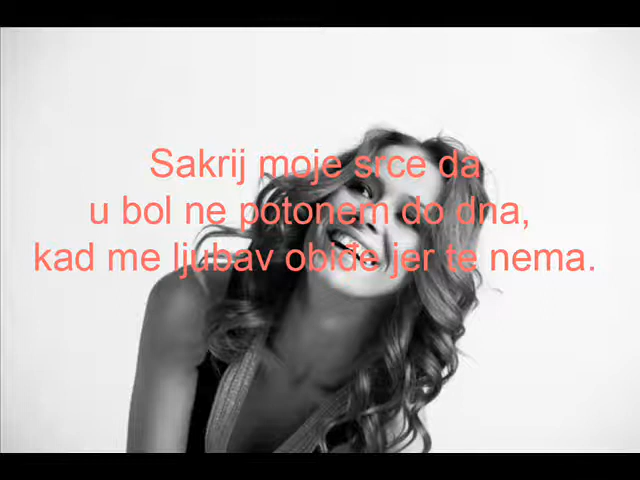 Sakrij moje srce da
u bol ne potonem do dna,
kad me ljubav obiđe jer te nema.